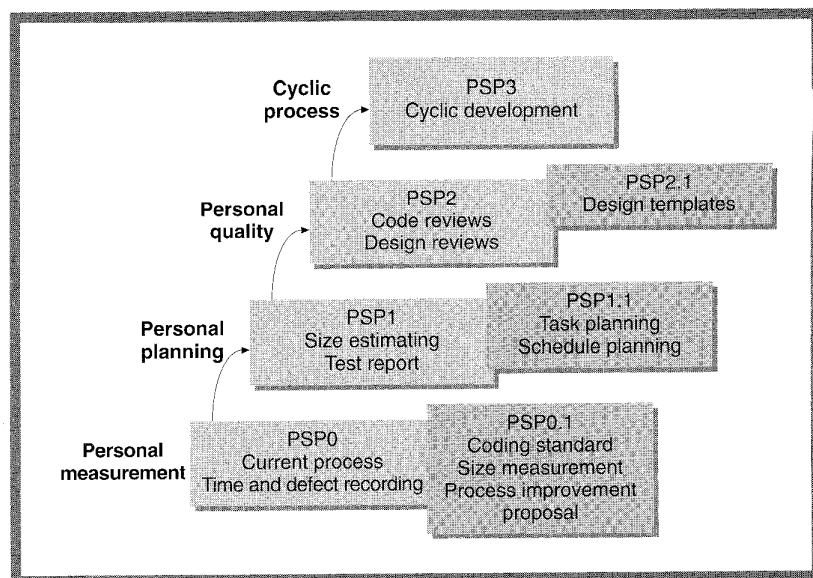 Cyclic
process
PSP3
Cyclic development
Personal
quality
PSP2
Code reviews
Design reviews
PSP2.1
Design templates
Personal
planning
PSP1
Size estimating
Test report
PSP1.1
Task planning
Schedule planning
Personal
measurement
PSP0
Current process
Time and defect recording
PSP0.1
Coding standard
Size measurement
Process improvement
proposal